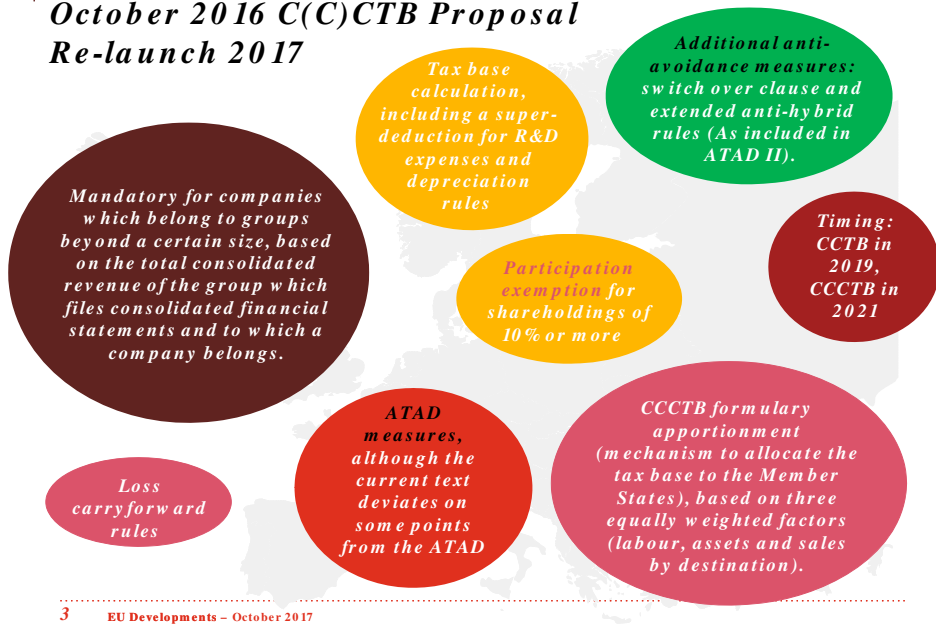 October 2016 C(C)CTB Proposal
Re-launch 2017
Tax base
calculation,
including a super-
deduction for R&D
expenses and
depreciation
rules
Additional anti-
avoidance measures:
switch over clause and
extended anti-hybrid
rules (As included in
ATAD II).
Mandatory for companies
which belong to groups
beyond a certain size, based
on the total consolidated
revenue of the group which
files consolidated financial
statements and to which a
company belongs.
Participation
exemption for
shareholdings of
10% or more
Timing:
CCTB in
2019,
CCCTB in
2021
Loss
carryforward
rules
ATAD
measures,
although the
current text
deviates on
some points
from the ATAD
CCCTB formulary
apportionment
(mechanism to allocate the
tax base to the Member
States), based on three
equally weighted factors
(labour, assets and sales
by destination).
3 EU Developments – October 2017